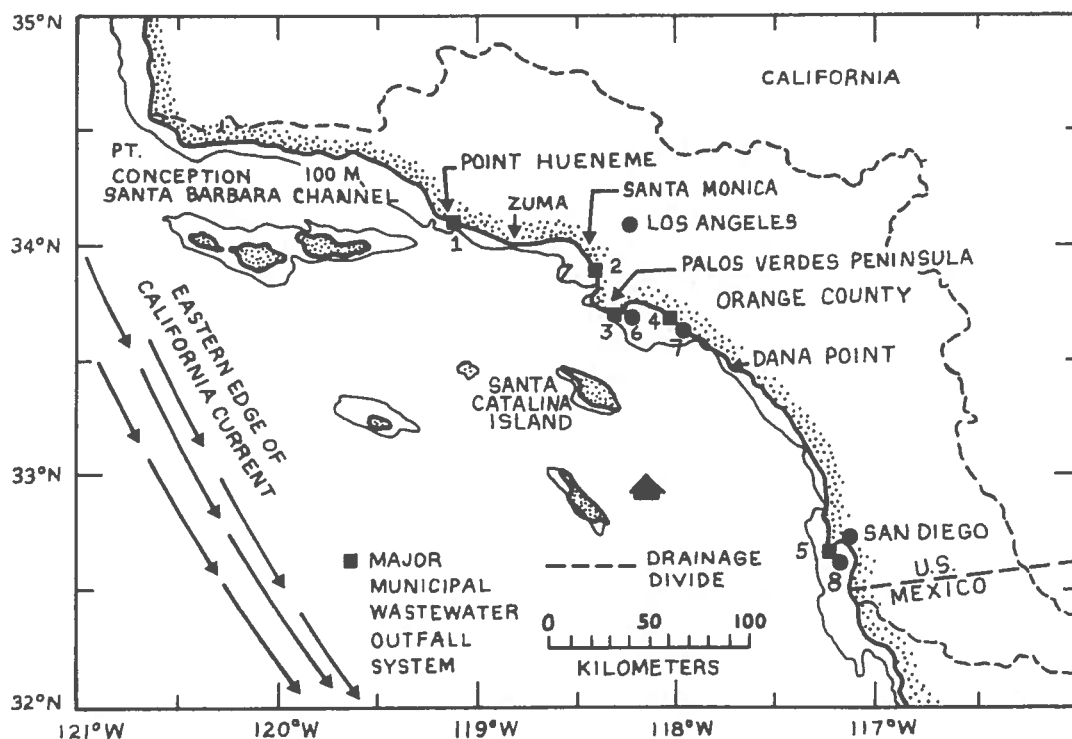 35°N
CALIFORNIA
PT.
CONCEPTION
100 M.
SANTA BARBARA CHANNEL
POINT HUENEME
ZUMA
SANTA MONICA
LOS ANGELES
34°N
1
2
PALOS VERDES PENINSULA
ORANGE COUNTY
3
6
4
7
DANA POINT
EASTERN EDGE OF
CALIFORNIA CURRENT
SANTA
CATALINA
ISLAND
33°N
5
8
SAN DIEGO
U.S.
MEXICO
MAJOR
MUNICIPAL
WASTEWATER
OUTFALL
SYSTEM
DRAINAGE
DIVIDE
0 50 100
KILOMETERS
32°N
121°W 120°W 119°W 118°W 117°W